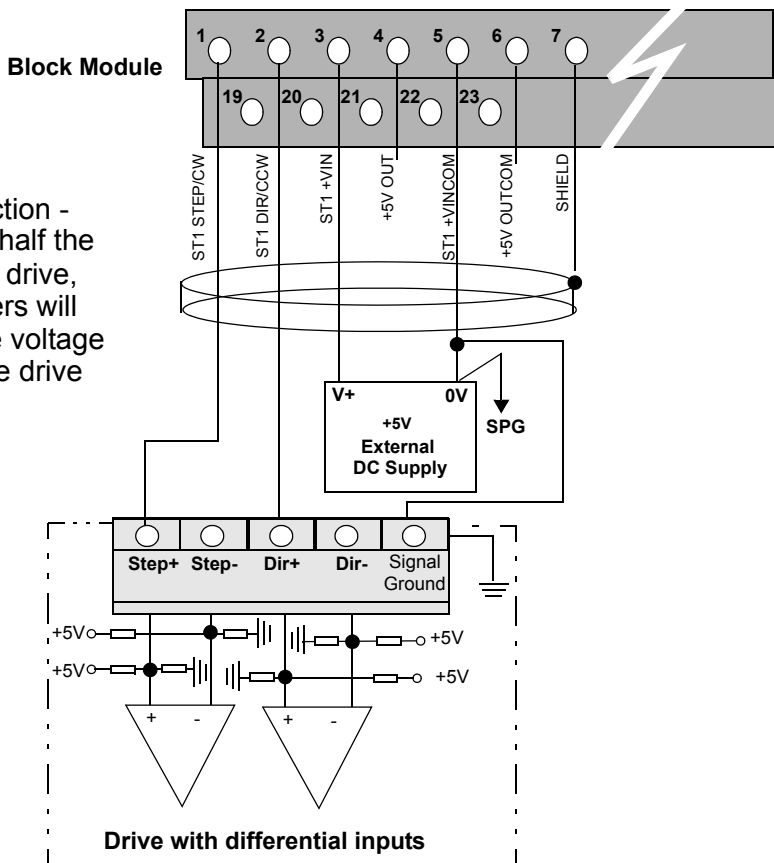 1 2 3 4 5 6 7
Block Module
19 20 21 22 23
ST1 STEP/CW
ST1 DIR/CCW
ST1 +VIN
+5V OUT
ST1 +VINCOM
+5V OUTCOM
SHIELD
ction -
half the
drive,
ers will
e voltage
e drive
V+ 0V
+5V
External
DC Supply
SPG
Step+ Step- Dir+ Dir- Signal
Ground
+5V +5V
+5V +5V
+ - + -
Drive with differential inputs